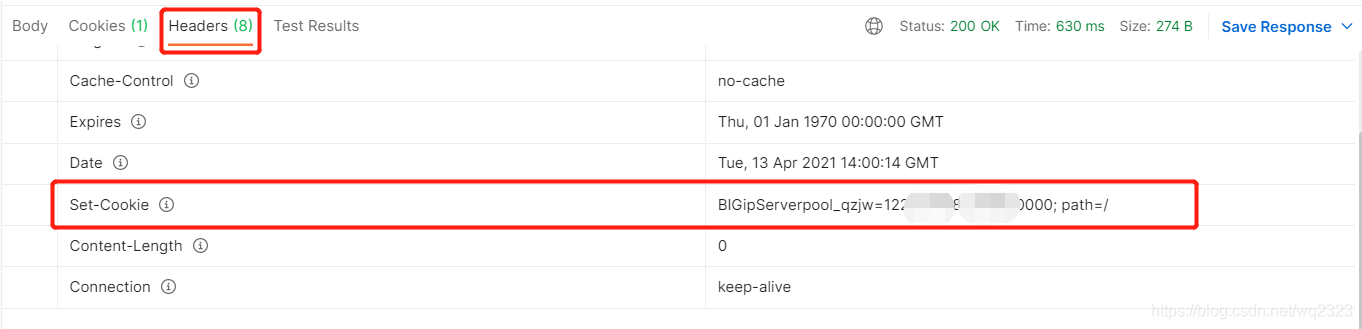 Body Cookies (1) Headers (8) Test Results Status: 200 OK Time: 630 ms Size: 274 B Save Response
Cache-Control no-cache
Expires Thu, 01 Jan 1970 00:00:00 GMT
Date Tue, 13 Apr 2021 14:00:14 GMT
Set-Cookie BIGipServerpool_qzjw=122 8 0000; path=/
Content-Length 0
Connection keep-alive
https://blog.csdn.net/wq2323